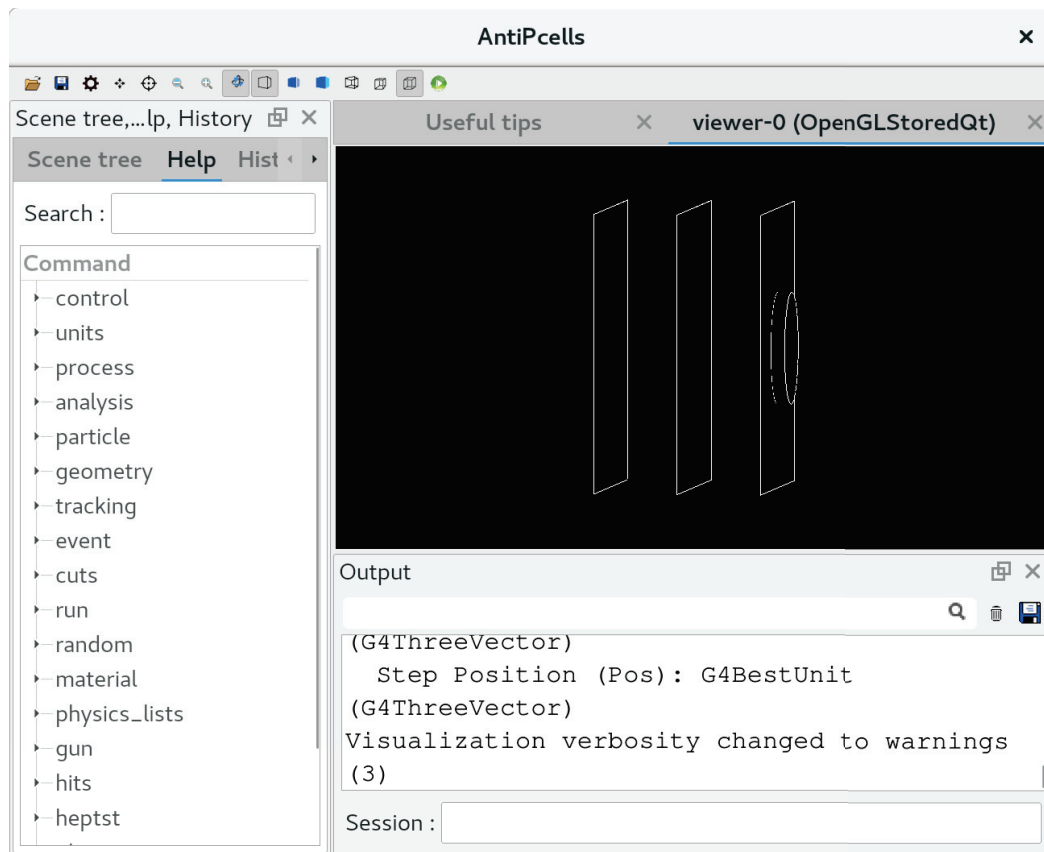 AntiPcells
Scene tree,...lp, History
Useful tips
viewer-0 (OpenGLStoredQt)
Scene tree
Help
Hist
Search :
Command
control
units
process
analysis
particle
geometry
tracking
event
cuts
run
random
material
physics_lists
gun
hits
heptst
Output
(G4ThreeVector)
Step Position (Pos): G4BestUnit
(G4ThreeVector)
Visualization verbosity changed to warnings
(3)
Session :